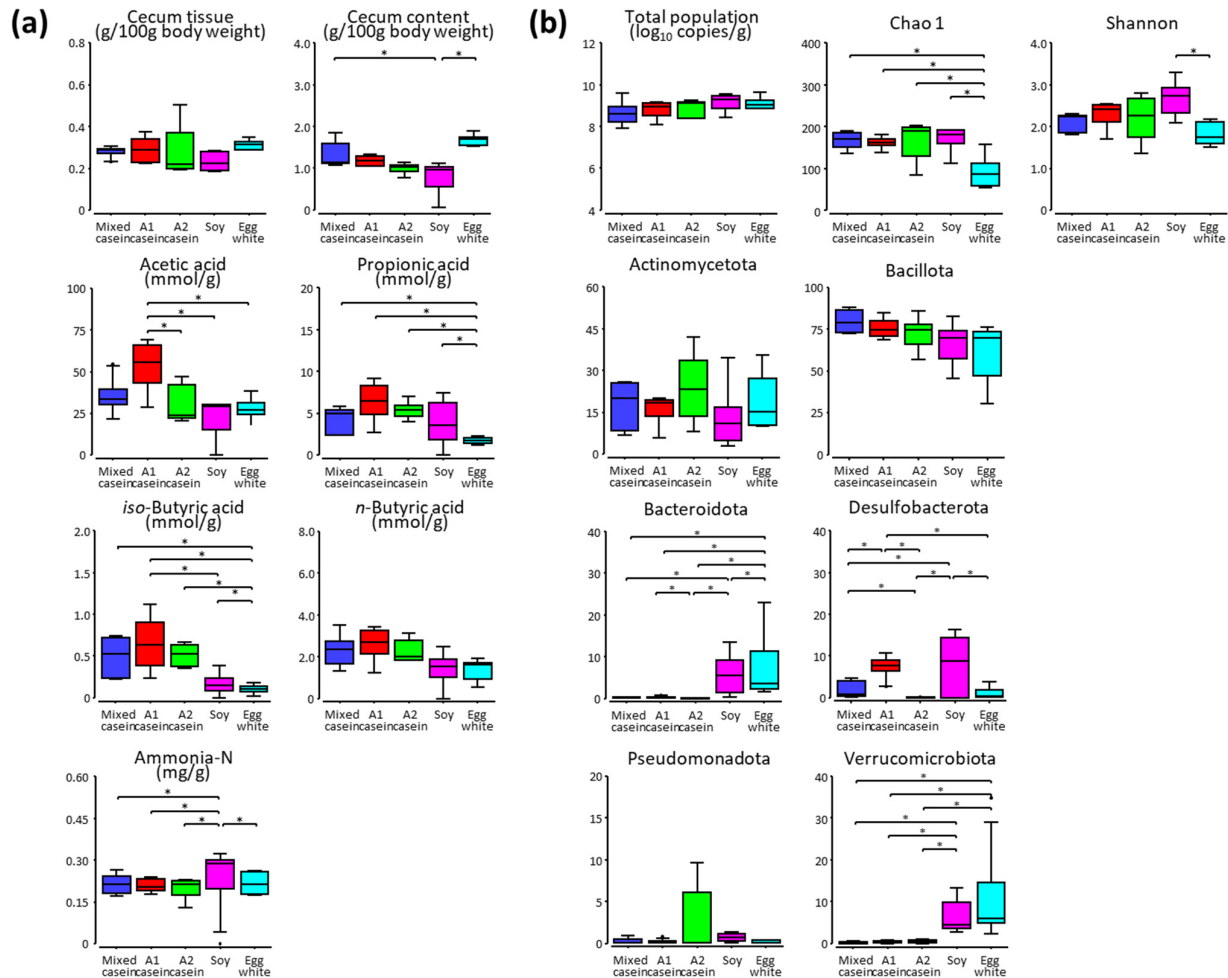 (a)
Cecum tissue
(g/100g body weight)
0.8
0.6
0.4
0.2
0
Mixed A1 A2 Soy Egg
casein casein casein white
Cecum content
(g/100g body weight)
* *
4.0
3.0
2.0
1.0
0
Mixed A1 A2 Soy Egg
casein casein casein white
Acetic acid
(mmol/g)
*
*
*
100
75
50
25
0
Mixed A1 A2 Soy Egg
casein casein casein white
Propionic acid
(mmol/g)
*
*
*
*
20
15
10
5
0
Mixed A1 A2 Soy Egg
casein casein casein white
iso-Butyric acid
(mmol/g)
*
*
*
*
*
2.0
1.5
1.0
0.5
0
Mixed A1 A2 Soy Egg
casein casein casein white
n-Butyric acid
(mmol/g)
8.0
6.0
4.0
2.0
0
Mixed A1 A2 Soy Egg
casein casein casein white
Ammonia-N
(mg/g)
*
*
* *
0.60
0.45
0.30
0.15
0
Mixed A1 A2 Soy Egg
casein casein casein white
(b)
Total population
(log10 copies/g)
12
10
8
6
4
Mixed A1 A2 Soy Egg
casein casein casein white
Chao 1
*
*
*
*
400
300
200
100
0
Mixed A1 A2 Soy Egg
casein casein casein white
Shannon
*
4.0
3.0
2.0
1.0
0
Mixed A1 A2 Soy Egg
casein casein casein white
Actinomycetota
60
45
30
15
0
Mixed A1 A2 Soy Egg
casein casein casein white
Bacillota
100
75
50
25
0
Mixed A1 A2 Soy Egg
casein casein casein white
Bacteroidota
*
*
*
* *
* *
40
30
20
10
0
Mixed A1 A2 Soy Egg
casein casein casein white
Desulfobacterota
*
* *
*
* *
*
40
30
20
10
0
Mixed A1 A2 Soy Egg
casein casein casein white
Pseudomonadota
20
15
10
5
0
Mixed A1 A2 Soy Egg
casein casein casein white
Verrucomicrobiota
*
*
*
*
*
*
40
30
20
10
0
Mixed A1 A2 Soy Egg
casein casein casein white